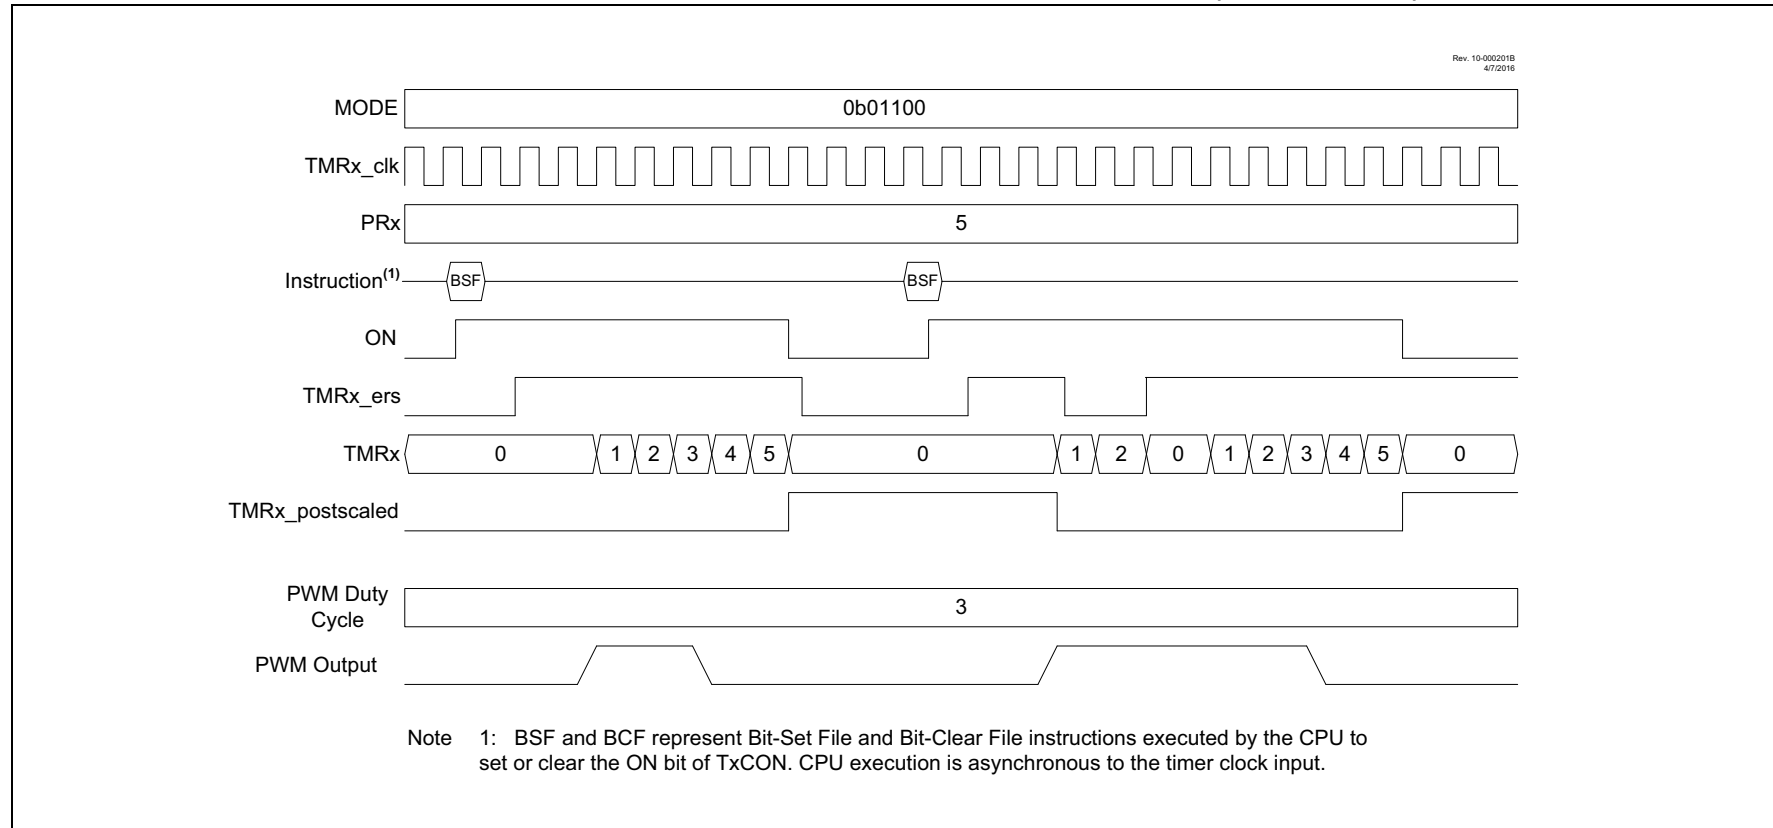 Rev. 10-000201B
4/7/2016
MODE 0b01100
TMRx_clk
PRx 5
Instruction(1) BSF BSF
ON
TMRx_ers
TMRx 0 1 2 3 4 5 0 1 2 0 1 2 3 4 5 0
TMRx_postscaled
PWM Duty
Cycle 3
PWM Output
Note 1: BSF and BCF represent Bit-Set File and Bit-Clear File instructions executed by the CPU to
set or clear the ON bit of TxCON. CPU execution is asynchronous to the timer clock input.